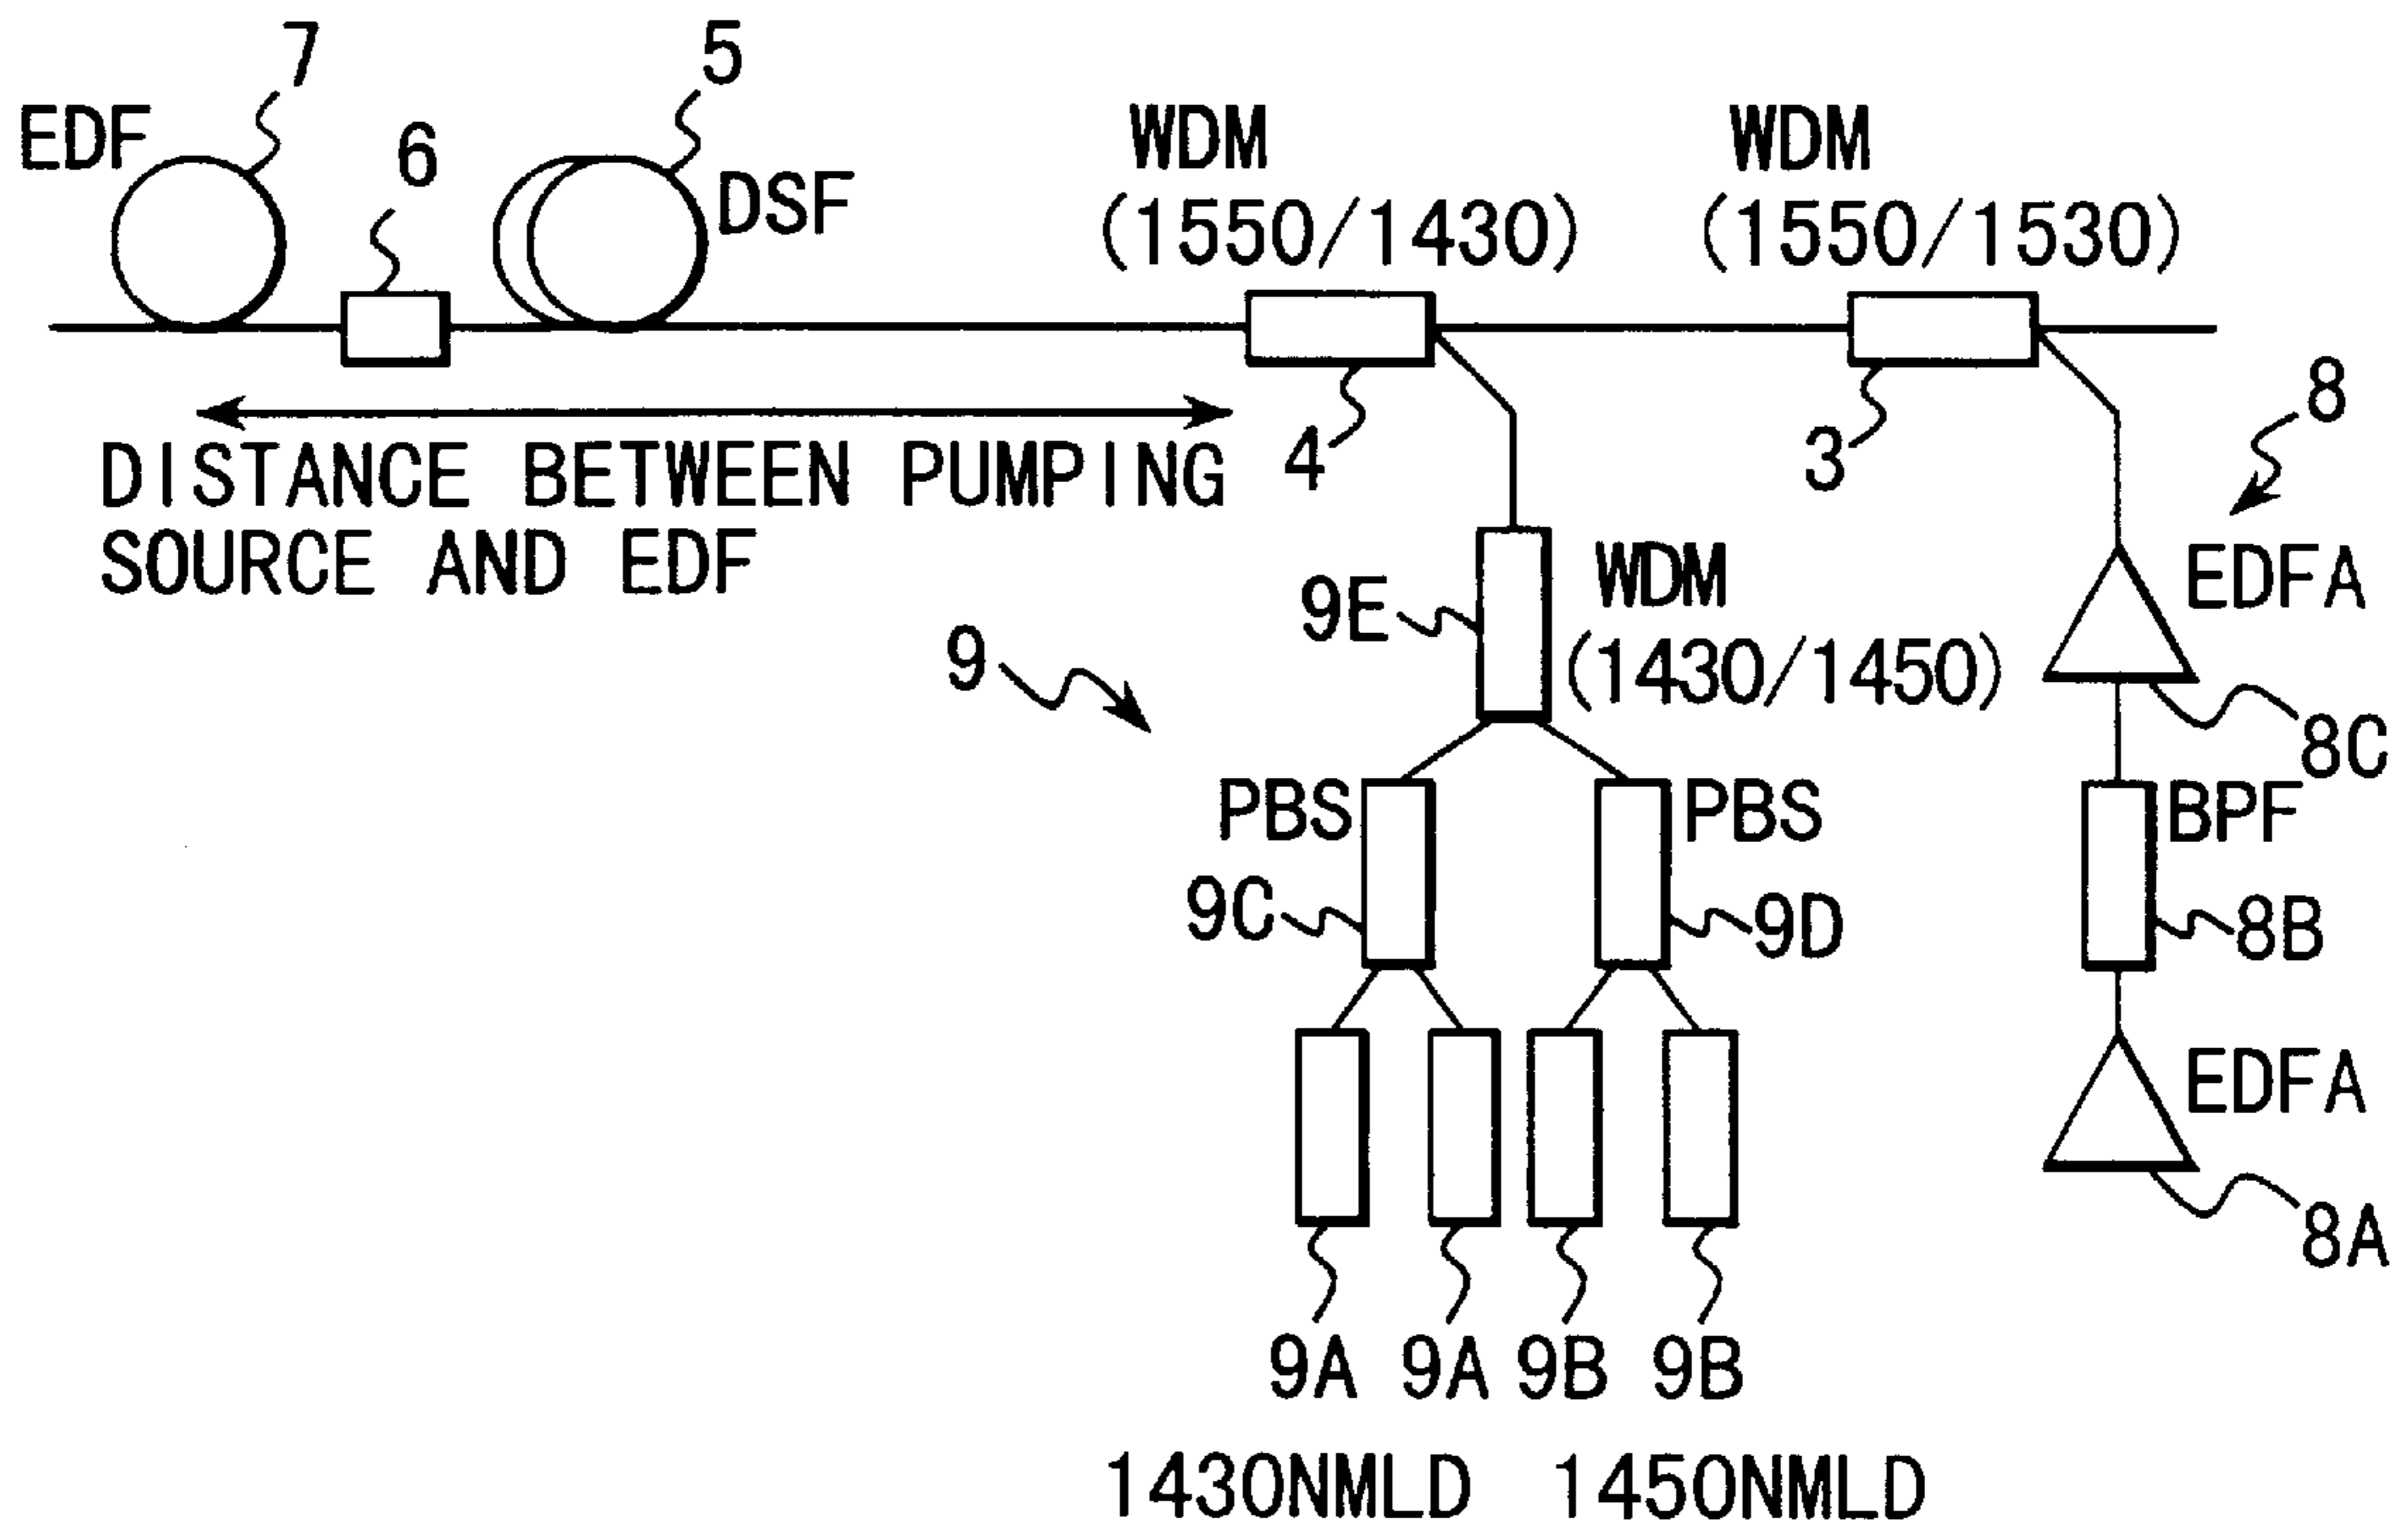 7
5
EDF
6
DSF
WDM
(1550/1430)
WDM
(1550/1530)
4
3
8
DISTANCE BETWEEN PUMPING
SOURCE AND EDF
9E
WDM
(1430/1450)
EDFA
9
8C
PBS
PBS
BPF
9C
9D
8B
EDFA
8A
9A
9A
9B
9B
1430NMLD
1450NMLD